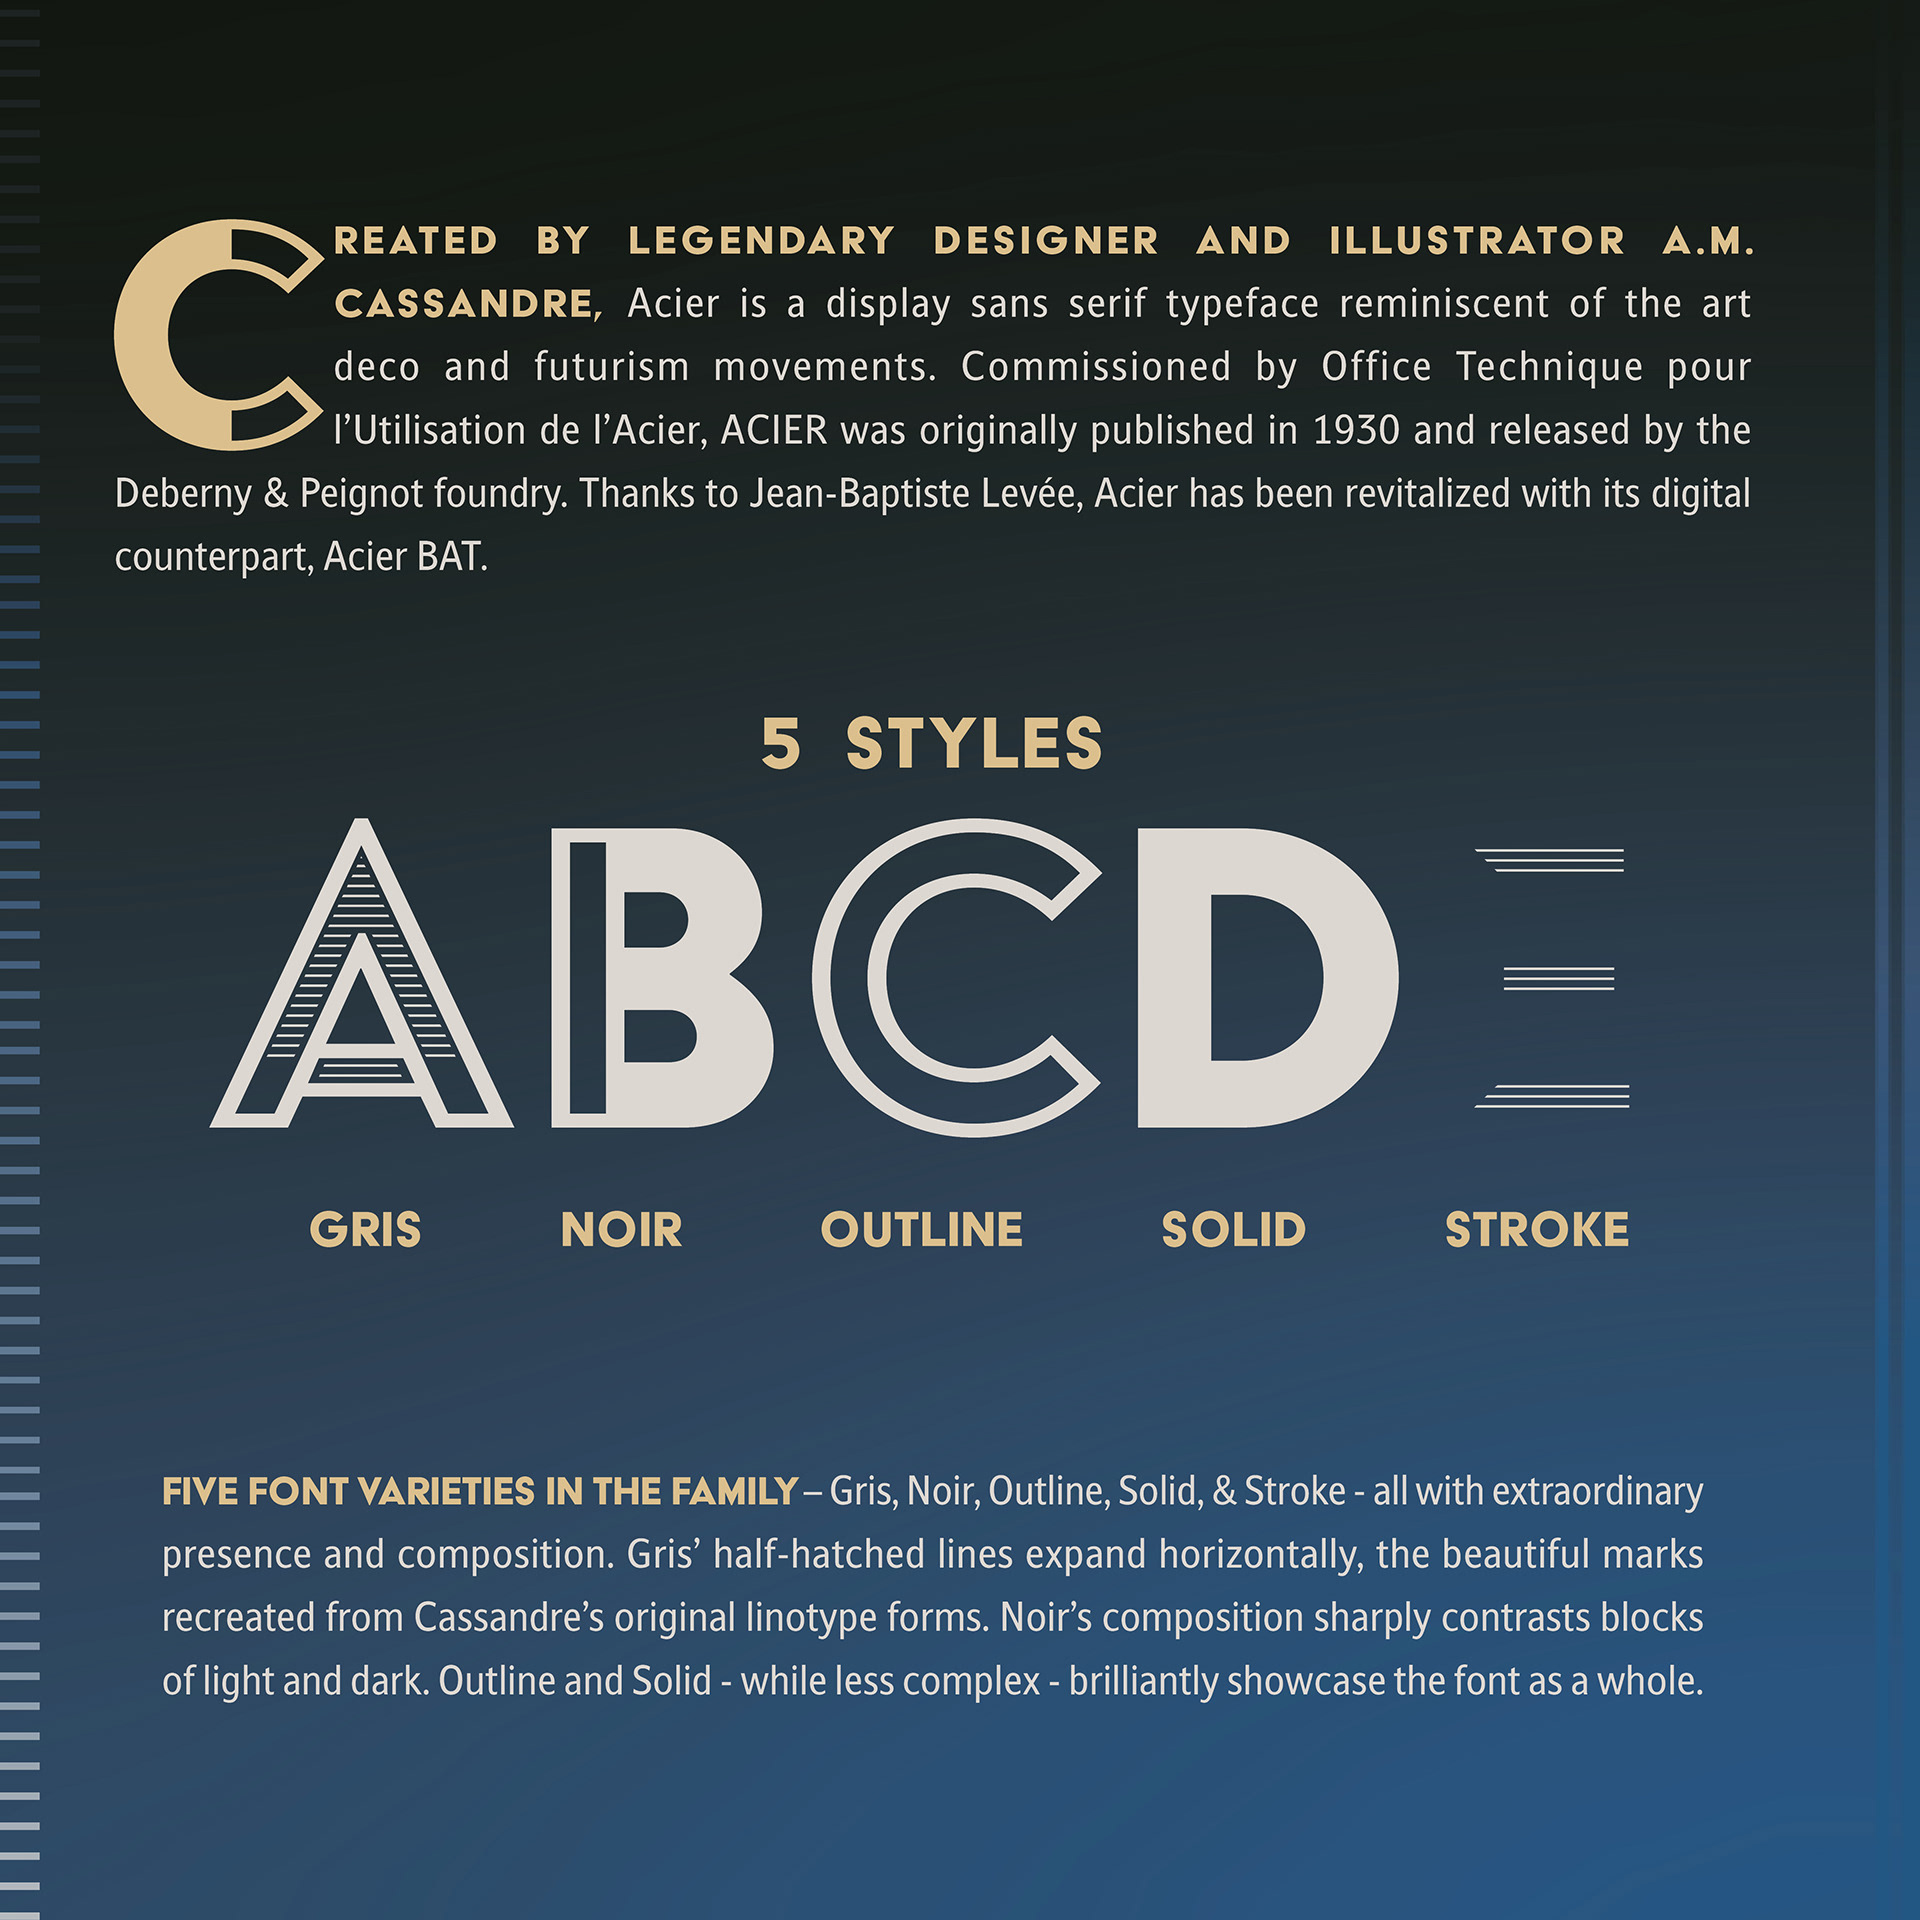 CREATED BY LEGENDARY DESIGNER AND ILLUSTRATOR A.M.
CASSANDRE, Acier is a display sans serif typeface reminiscent of the art
deco and futurism movements. Commissioned by Office Technique pour
l’Utilisation de l’Acier, ACIER was originally published in 1930 and released by the
Deberny & Peignot foundry. Thanks to Jean-Baptiste Levée, Acier has been revitalized with its digital
counterpart, Acier BAT.
5 STYLES
ABCDE
GRIS NOIR OUTLINE SOLID STROKE
FIVE FONT VARIETIES IN THE FAMILY – Gris, Noir, Outline, Solid, & Stroke - all with extraordinary
presence and composition. Gris’ half-hatched lines expand horizontally, the beautiful marks
recreated from Cassandre’s original linotype forms. Noir’s composition sharply contrasts blocks
of light and dark. Outline and Solid - while less complex - brilliantly showcase the font as a whole.